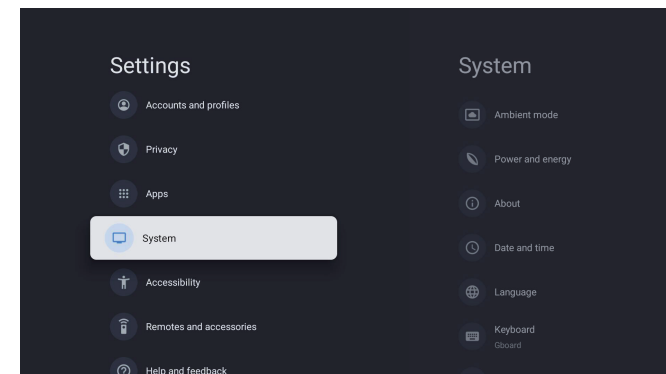 Settings
Accounts and profiles
Privacy
Apps
System
Accessibility
Remotes and accessories
Help and feedback
System
Ambient mode
Power and energy
About
Date and time
Language
Keyboard
Gboard